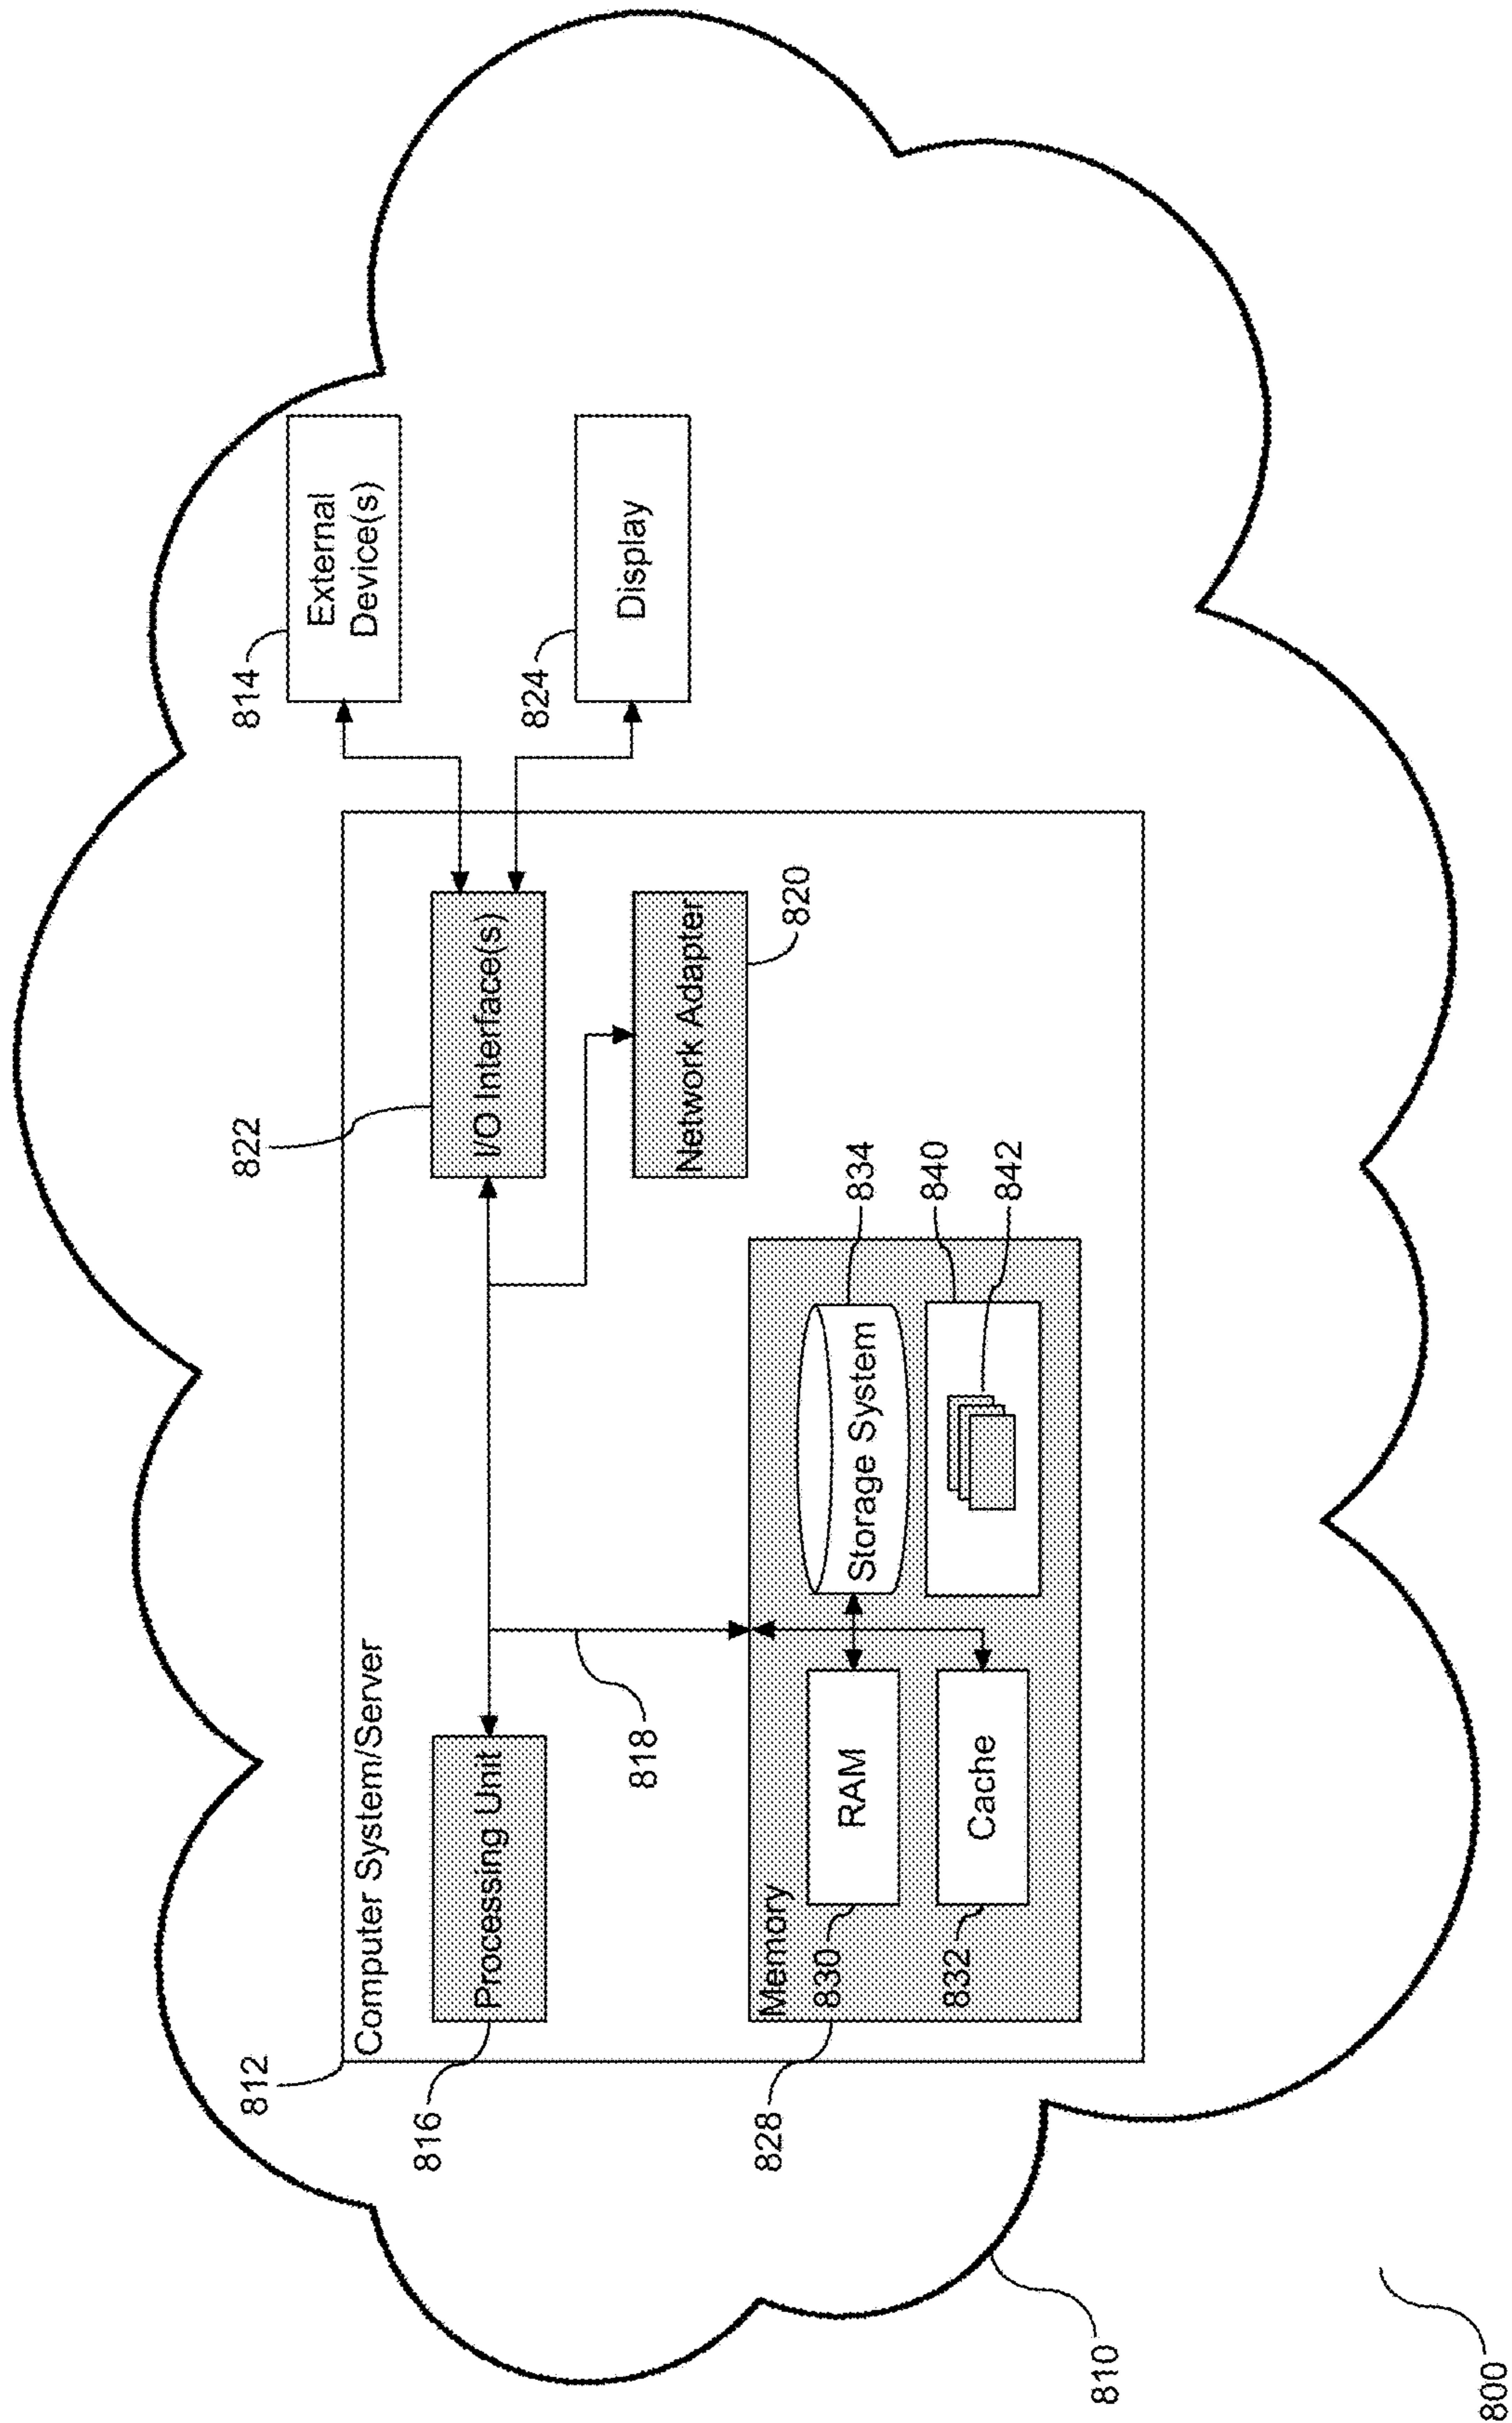 812
Computer System/Server
822
814
External
Device(s)
816
Processing Unit
I/O Interface(s)
824
Display
818
Network Adapter
820
828
Memory
830
RAM
Storage System
834
832
Cache
840
842
810
800